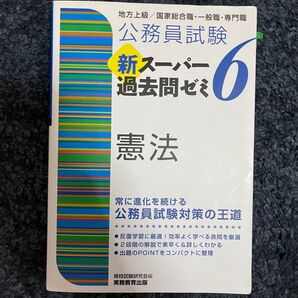 地方上級／国家総合職・一般職・専門職
公務員試験
新スーパー
過去問ゼミ6
憲法
常に進化を続ける
公務員試験対策の王道
●反復学習に最適！効率よく学べる良問を厳選
●2段階の解説で素早く＆詳しくわかる
●出題のPOINTをコンパクトに整理
資格試験研究会編
実務教育出版